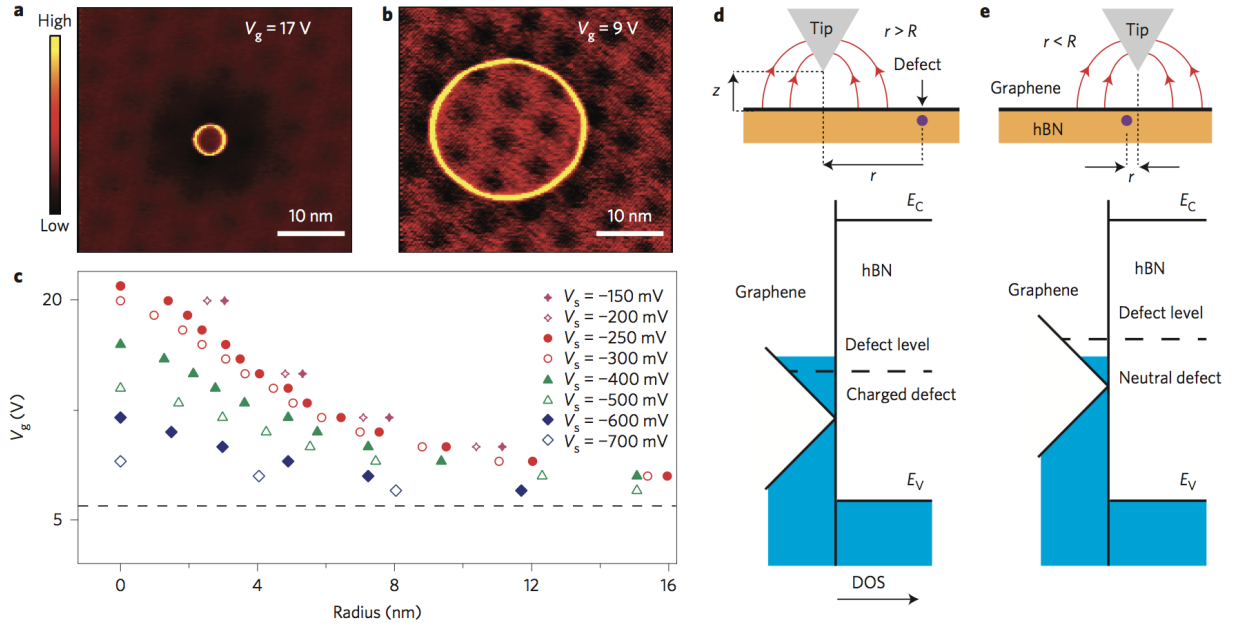 a
High
Low
V_g = 17 V
10 nm
b
V_g = 9 V
10 nm
c
20
5
V_g (V)
0
4
8
12
16
Radius (nm)
V_s = −150 mV
V_s = −200 mV
V_s = −250 mV
V_s = −300 mV
V_s = −400 mV
V_s = −500 mV
V_s = −600 mV
V_s = −700 mV
d
Tip
r > R
Defect
z
r
E_C
hBN
Graphene
Defect level
Charged defect
E_V
DOS
e
Tip
r < R
Graphene
hBN
r
E_C
hBN
Graphene
Defect level
Neutral defect
E_V